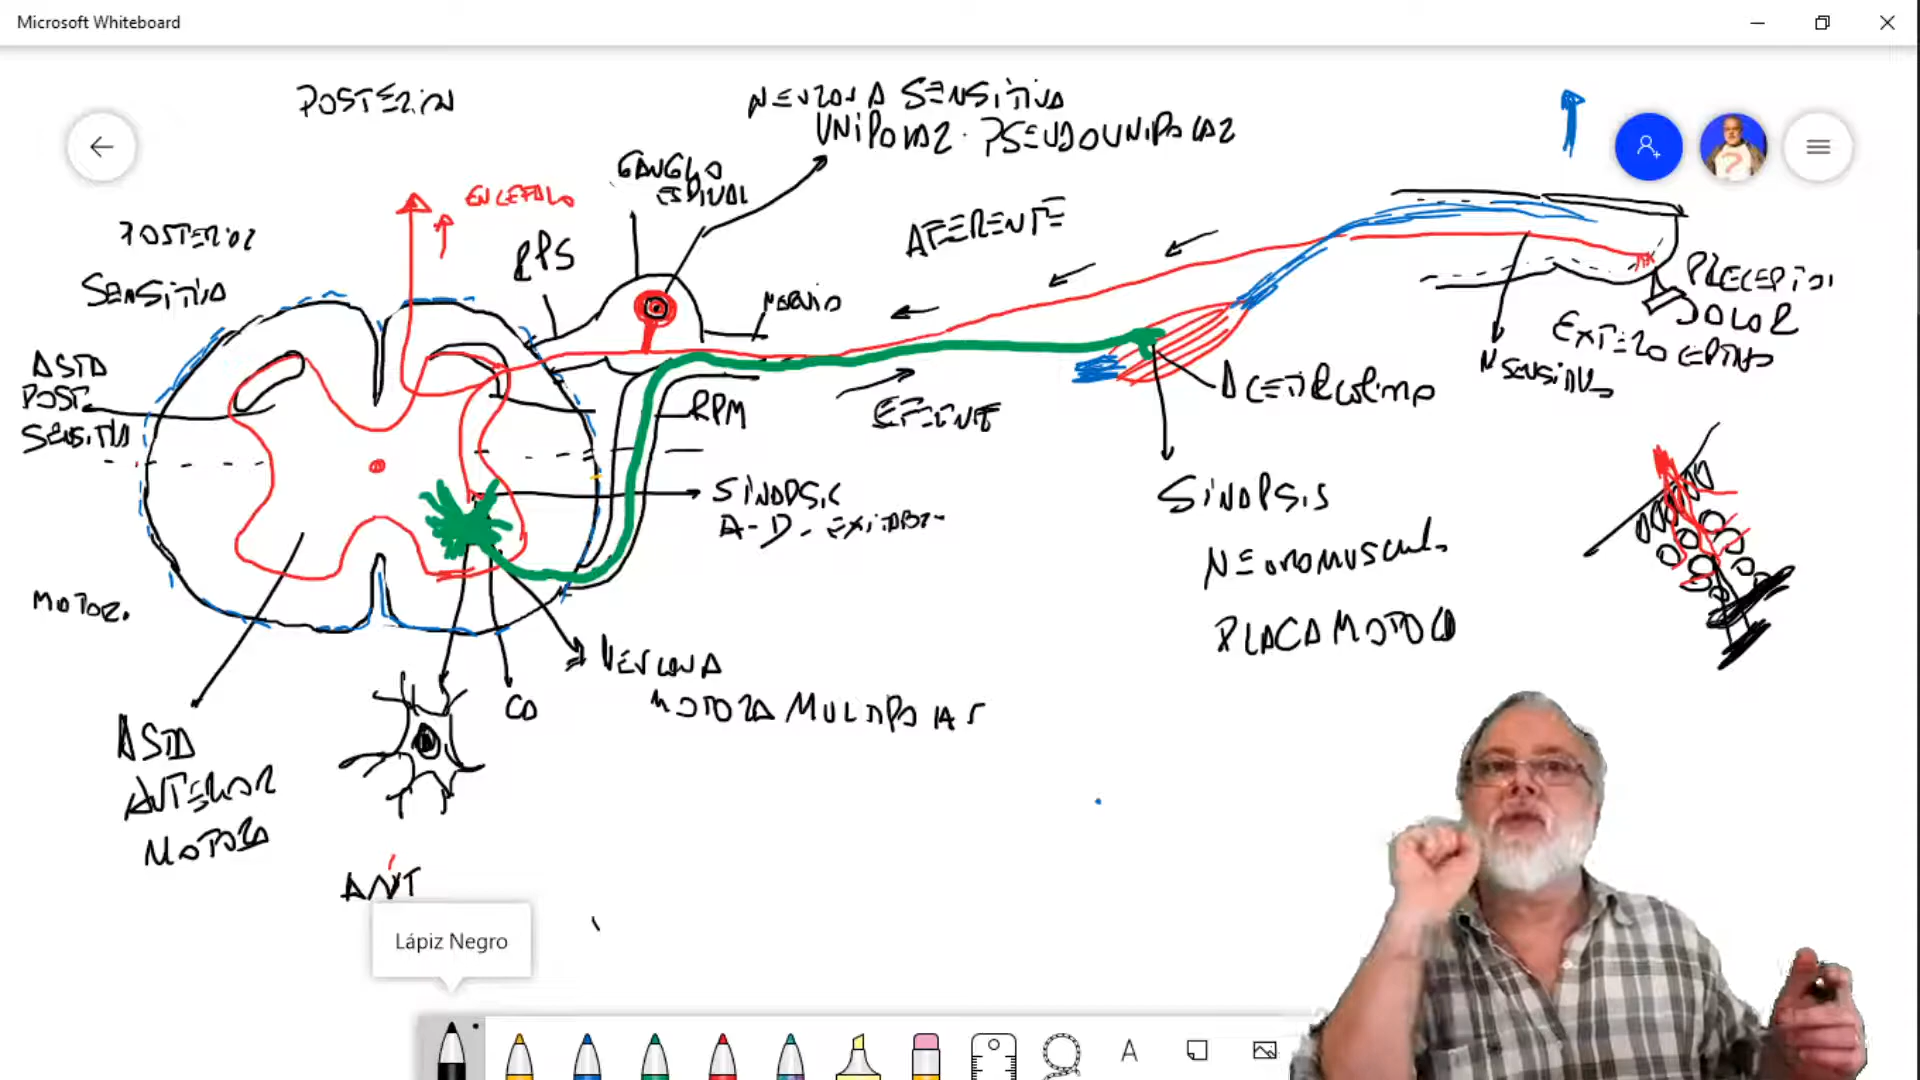 Microsoft Whiteboard
POSTERIOR
NEURONA SENSITIVA
UNIPOLAR. PSEUDOUNIPOLAR
GANGLIO
ESPINAL
ENCEFALO
RPS
AFERENTE
POSTERIOR
SENSITIVO
NERVIO
ASTA
POST.
SENSITIVA
RECEPTOR
DOLOR
EXTEROCEPTIVO
N SENSITIVO
RPM
EFERENTE
ACETILCOLINA
SINAPSIS
A-D-
SINAPSIS
NEUROMUSCULAR
PLACA MOTORA
MOTOR.
NEURONA
MOTORA MULTIPOLAR
CA
ASTA
ANTERIOR
MOTORA
ANT
Lápiz Negro